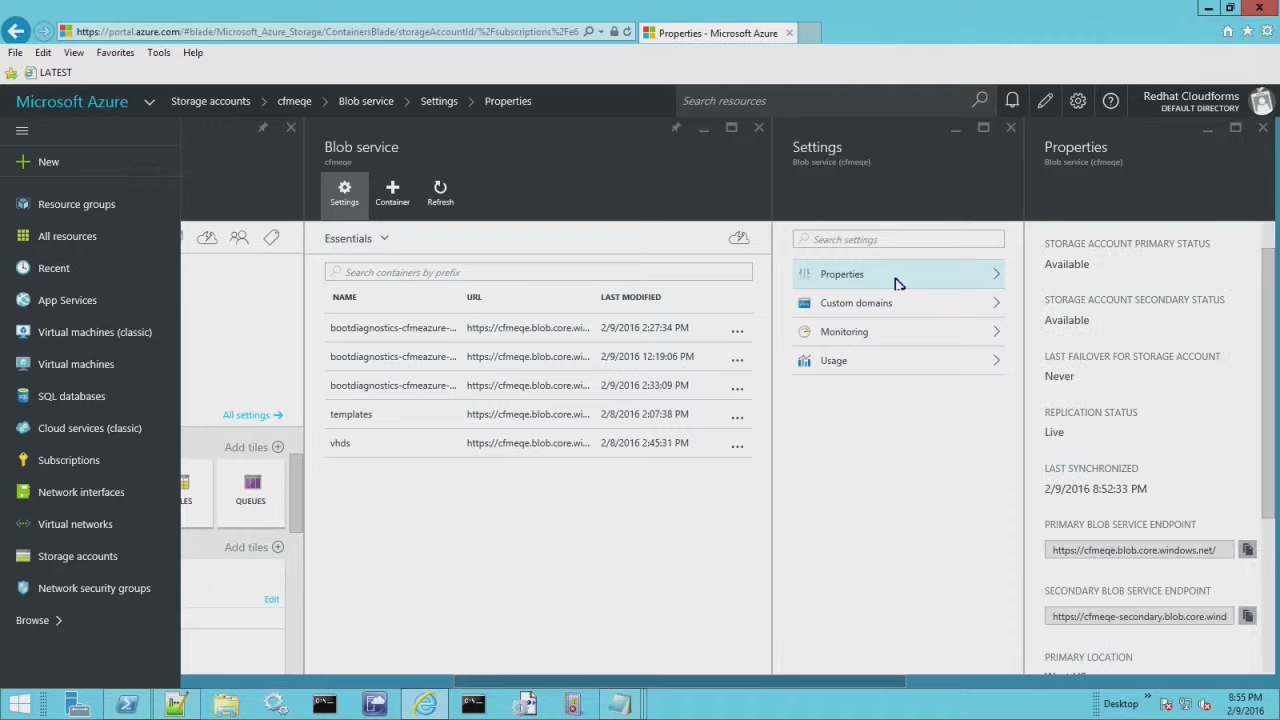 https://portal.azure.com/#blade/Microsoft_Azure_Storage/ContainersBlade/storageAccountId/%2Fsubscriptions%2Fe6
Properties - Microsoft Azure
File Edit View Favorites Tools Help
LATEST
Microsoft Azure
Storage accounts > cfmeqe > Blob service > Settings > Properties
Search resources
Redhat Cloudforms
DEFAULT DIRECTORY
New
Resource groups
All resources
Recent
App Services
Virtual machines (classic)
Virtual machines
SQL databases
Cloud services (classic)
Subscriptions
Network interfaces
Virtual networks
Storage accounts
Network security groups
Browse >
All settings →
Add tiles
LES
QUEUES
Add tiles
Edit
Blob service
cfmeqe
Settings Container Refresh
Essentials
Search containers by prefix
NAME URL LAST MODIFIED
bootdiagnostics-cfmeazure-... https://cfmeqe.blob.core.wi... 2/9/2016 2:27:34 PM ...
bootdiagnostics-cfmeazure-... https://cfmeqe.blob.core.wi... 2/9/2016 12:19:06 PM ...
bootdiagnostics-cfmeazure-... https://cfmeqe.blob.core.wi... 2/9/2016 2:33:09 PM ...
templates https://cfmeqe.blob.core.wi... 2/8/2016 2:07:38 PM ...
vhds https://cfmeqe.blob.core.wi... 2/8/2016 2:45:31 PM ...
Settings
Blob service (cfmeqe)
Search settings
Properties
Custom domains
Monitoring
Usage
Properties
Blob service (cfmeqe)
STORAGE ACCOUNT PRIMARY STATUS
Available
STORAGE ACCOUNT SECONDARY STATUS
Available
LAST FAILOVER FOR STORAGE ACCOUNT
Never
REPLICATION STATUS
Live
LAST SYNCHRONIZED
2/9/2016 8:52:33 PM
PRIMARY BLOB SERVICE ENDPOINT
https://cfmeqe.blob.core.windows.net/
SECONDARY BLOB SERVICE ENDPOINT
https://cfmeqe-secondary.blob.core.wind
PRIMARY LOCATION
Desktop
8:55 PM
2/9/2016